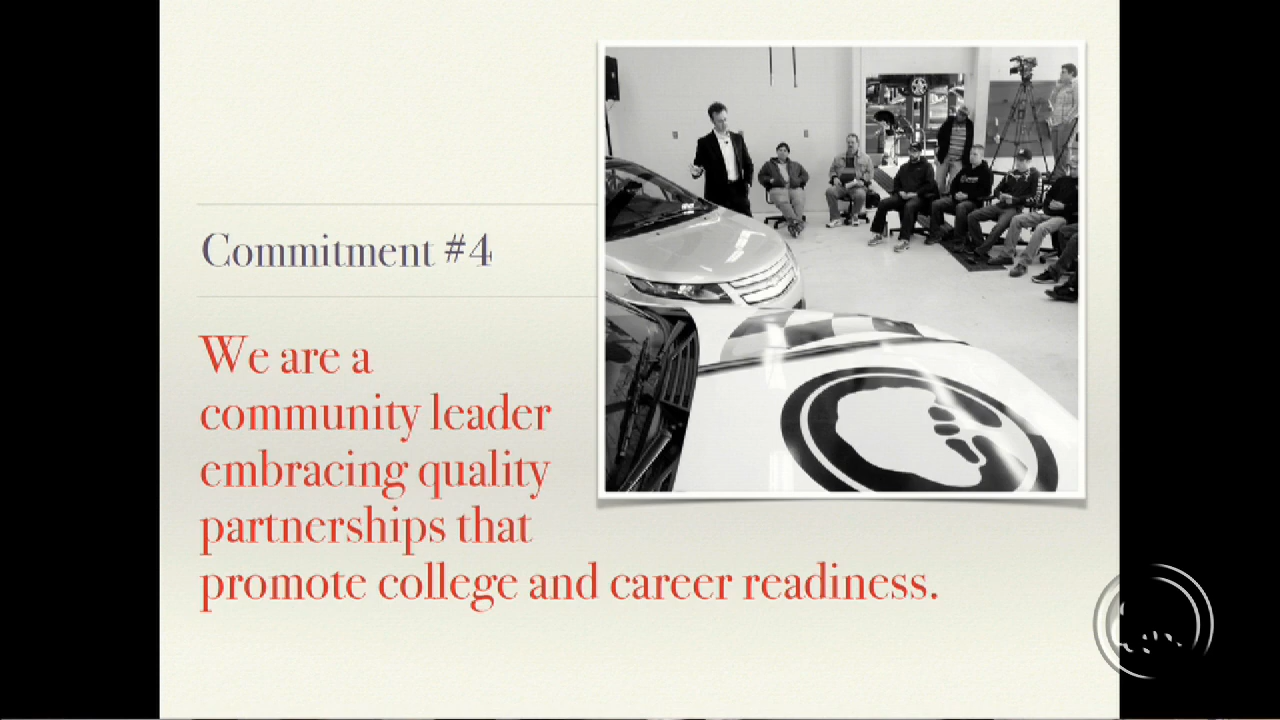 Commitment #4
We are a
community leader
embracing quality
partnerships that
promote college and career readiness.